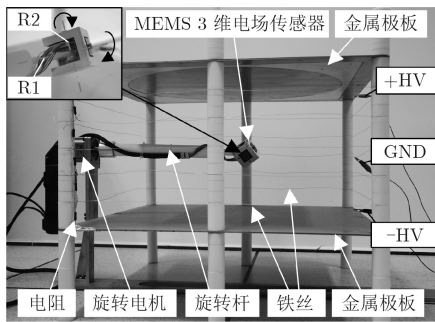 R2
R1
MEMS 3 维电场传感器
金属极板
+HV
GND
−HV
电阻
旋转电机
旋转杆
铁丝
金属极板